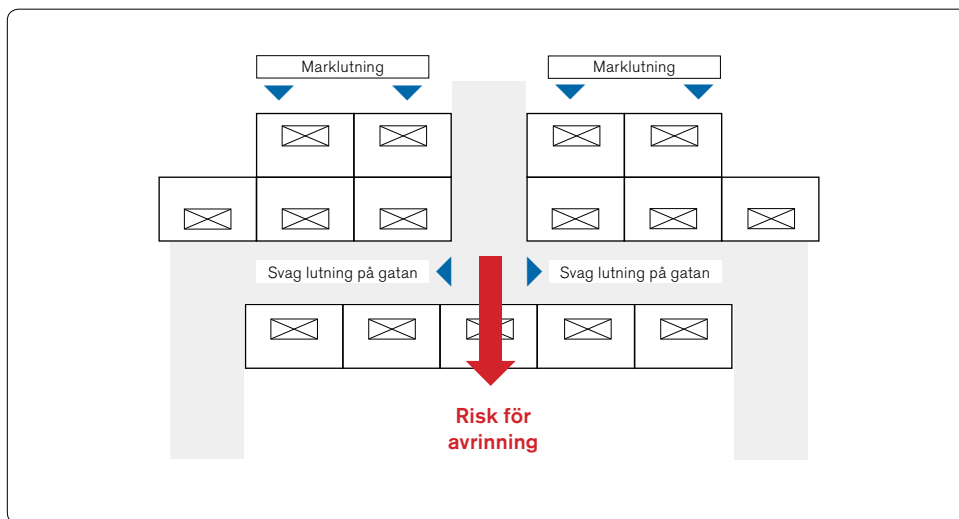 Marklutning
Marklutning
Svag lutning på gatan
Svag lutning på gatan
Risk för
avrinning